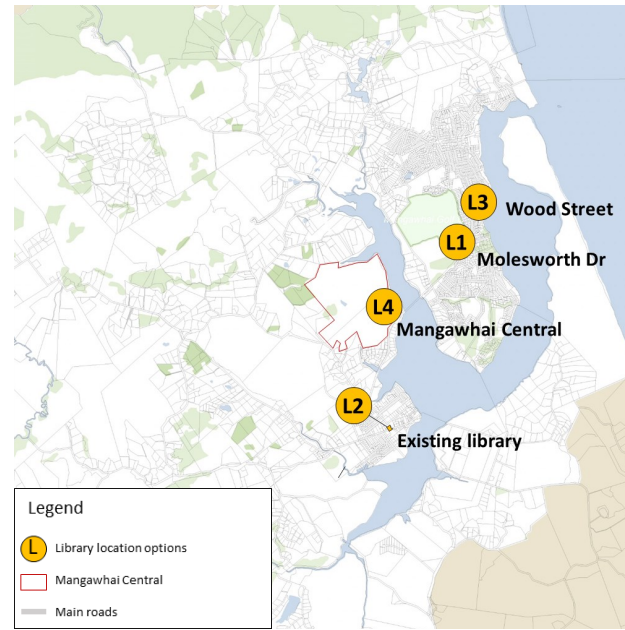 L3
Wood Street
L1
Molesworth Dr
L4
Mangawhai Central
L2
Existing library
Legend
L
Library location options
Mangawhai Central
Main roads